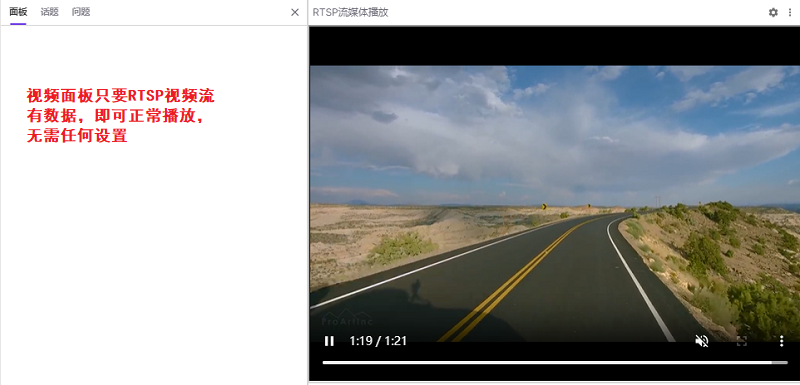 面板 话题 问题
RTSP流媒体播放
视频面板只要RTSP视频流
有数据，即可正常播放，
无需任何设置
ProArtInc
1:19 / 1:21